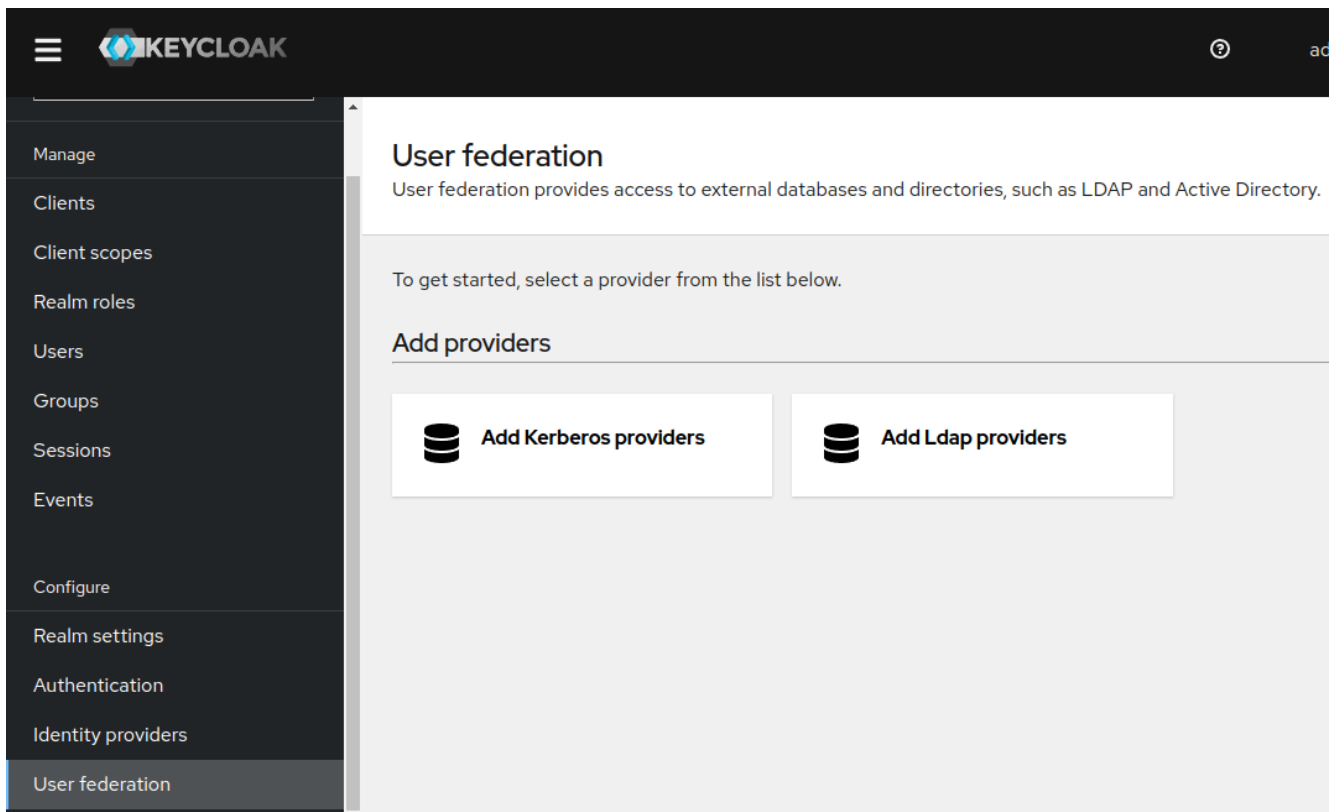 KEYCLOAK
Manage
Clients
Client scopes
Realm roles
Users
Groups
Sessions
Events
Configure
Realm settings
Authentication
Identity providers
User federation
User federation
User federation provides access to external databases and directories, such as LDAP and Active Directory.
To get started, select a provider from the list below.
Add providers
Add Kerberos providers
Add Ldap providers